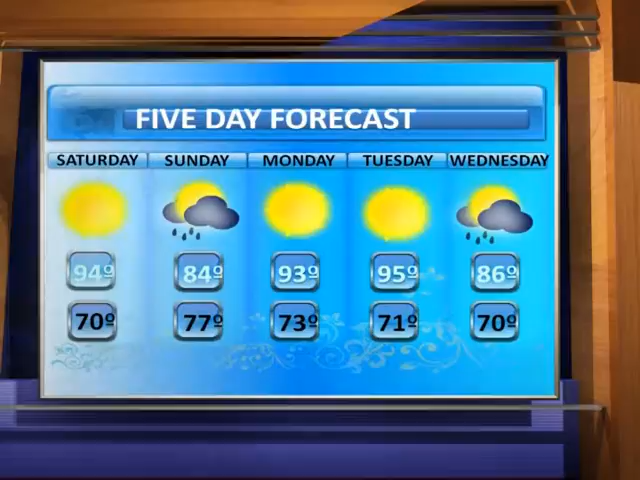 FIVE DAY FORECAST
SATURDAY SUNDAY MONDAY TUESDAY WEDNESDAY
94º 84º 93º 95º 86º
70º 77º 73º 71º 70º